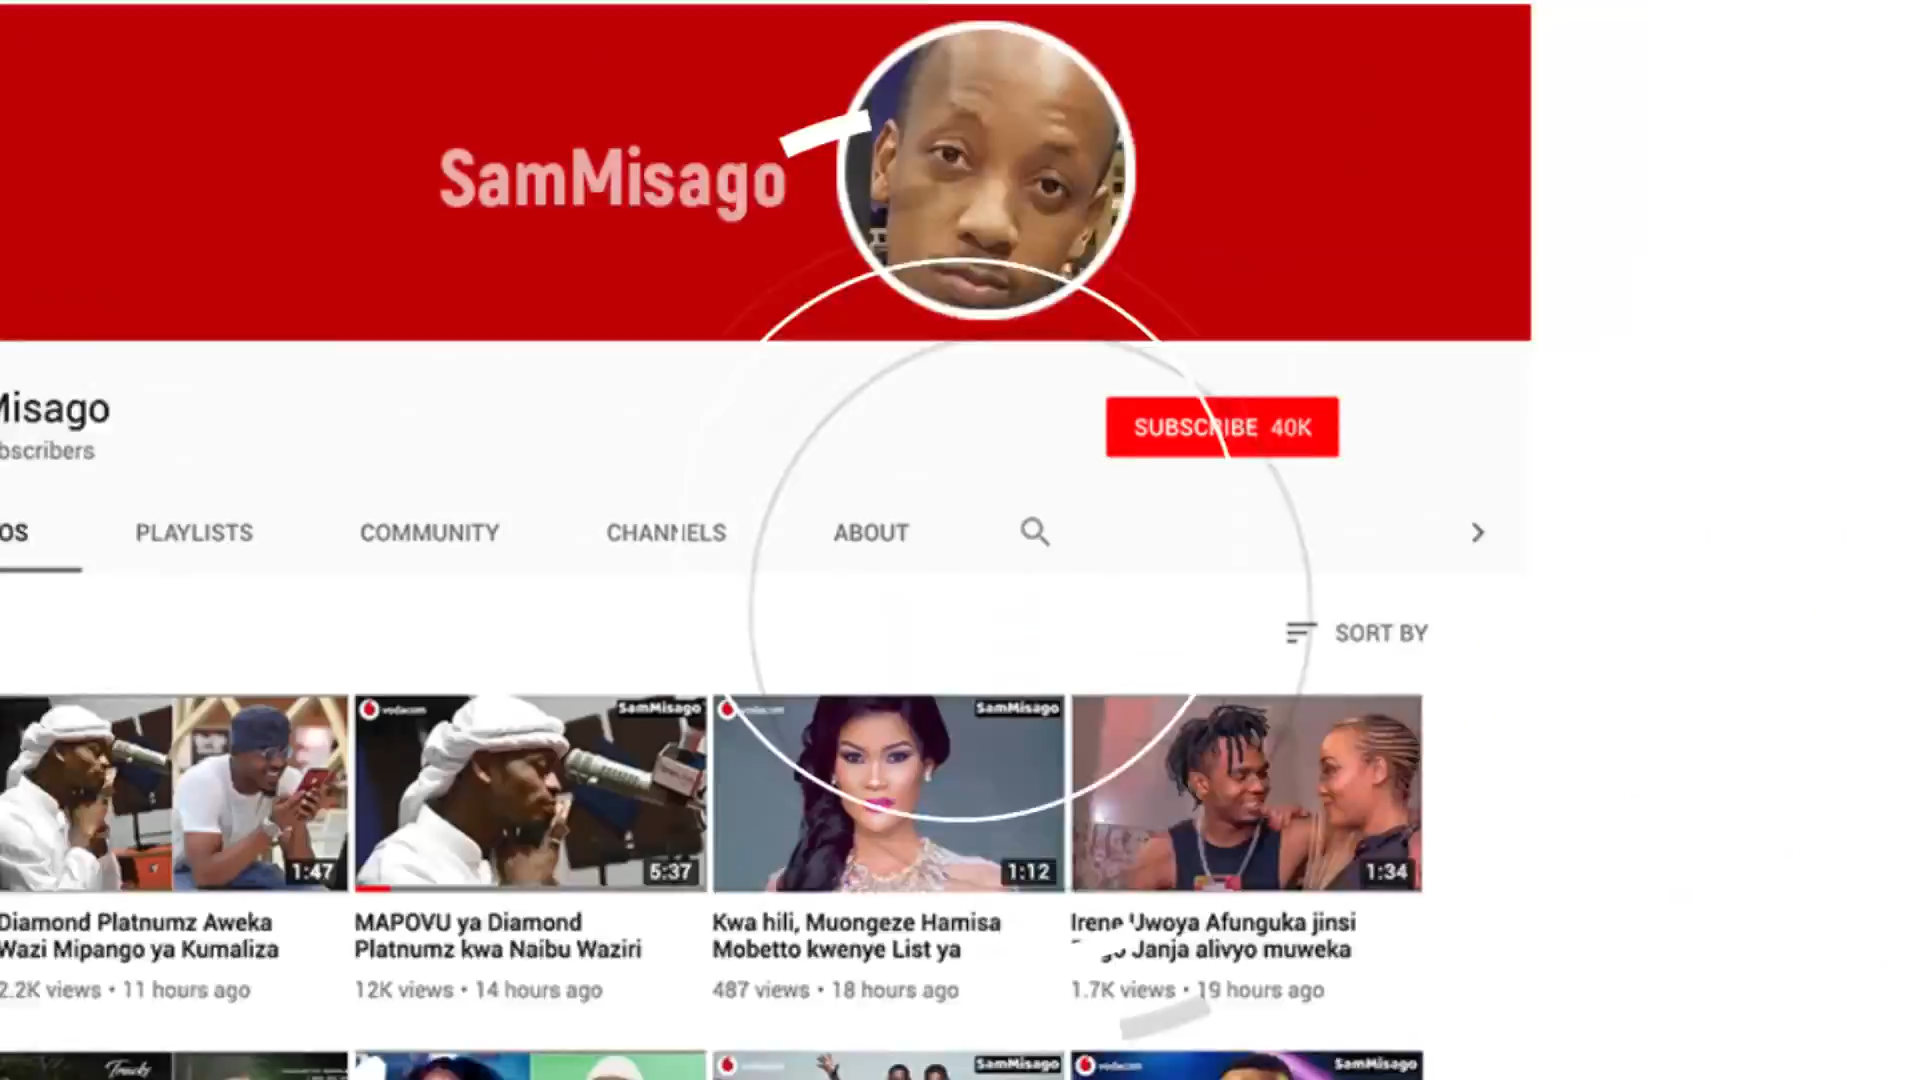 SamMisago
Misago
bscribers
SUBSCRIBE 40K
OS
PLAYLISTS
COMMUNITY
CHANNELS
ABOUT
SORT BY
1:47
vodacom
SamMisago
5:37
SamMisago
1:12
1:34
Diamond Platnumz Aweka
Wazi Mipango ya Kumaliza
2.2K views • 11 hours ago
MAPOVU ya Diamond
Platnumz kwa Naibu Waziri
12K views • 14 hours ago
Kwa hili, Muongeze Hamisa
Mobetto kwenye List ya
487 views • 18 hours ago
Irene Uwoya Afunguka jinsi
Janja alivyo muweka
1.7K views • 19 hours ago
SamMisago
vodacom
SamMisago